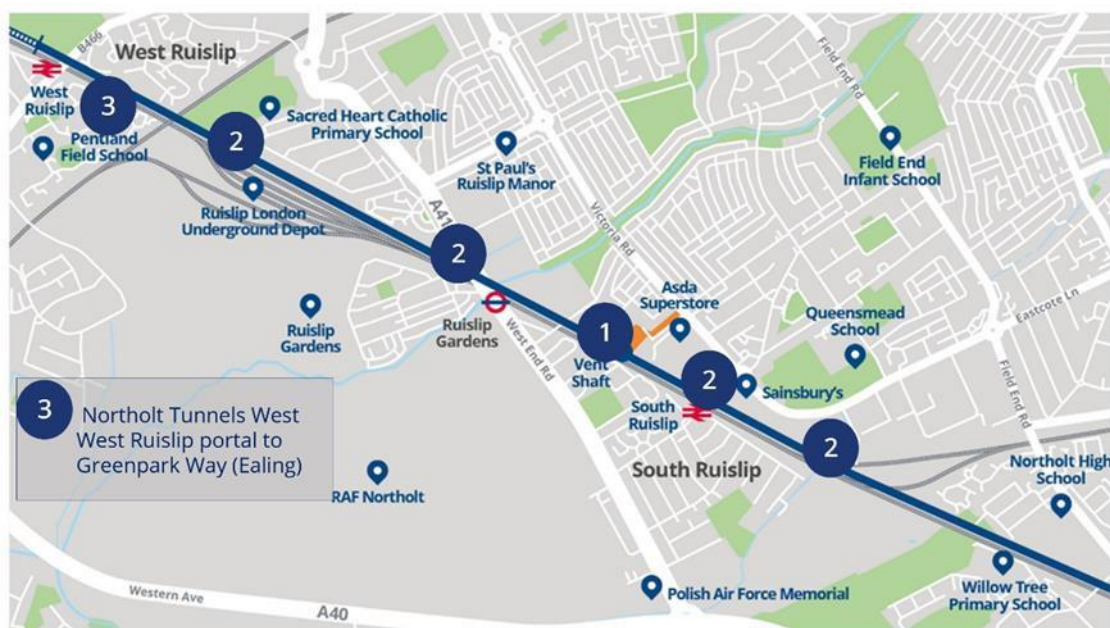 B466
West Ruislip
West
Ruislip
3
Pentland
Field School
2
Sacred Heart Catholic
Primary School
Ruislip London
Underground Depot
St Paul's
Ruislip Manor
A41
Field End Rd
Field End
Infant School
2
Victoria Rd
Ruislip
Gardens
Ruislip
Gardens
West End Rd
1
Vent
Shaft
Asda
Superstore
Queensmead
School
Eastcote Ln
2
Sainsbury's
South
Ruislip
South Ruislip
2
Field End Rd
Northolt High
School
3
Northolt Tunnels West
West Ruislip portal to
Greenpark Way (Ealing)
RAF Northolt
Willow Tree
Primary School
Polish Air Force Memorial
Western Ave
A40